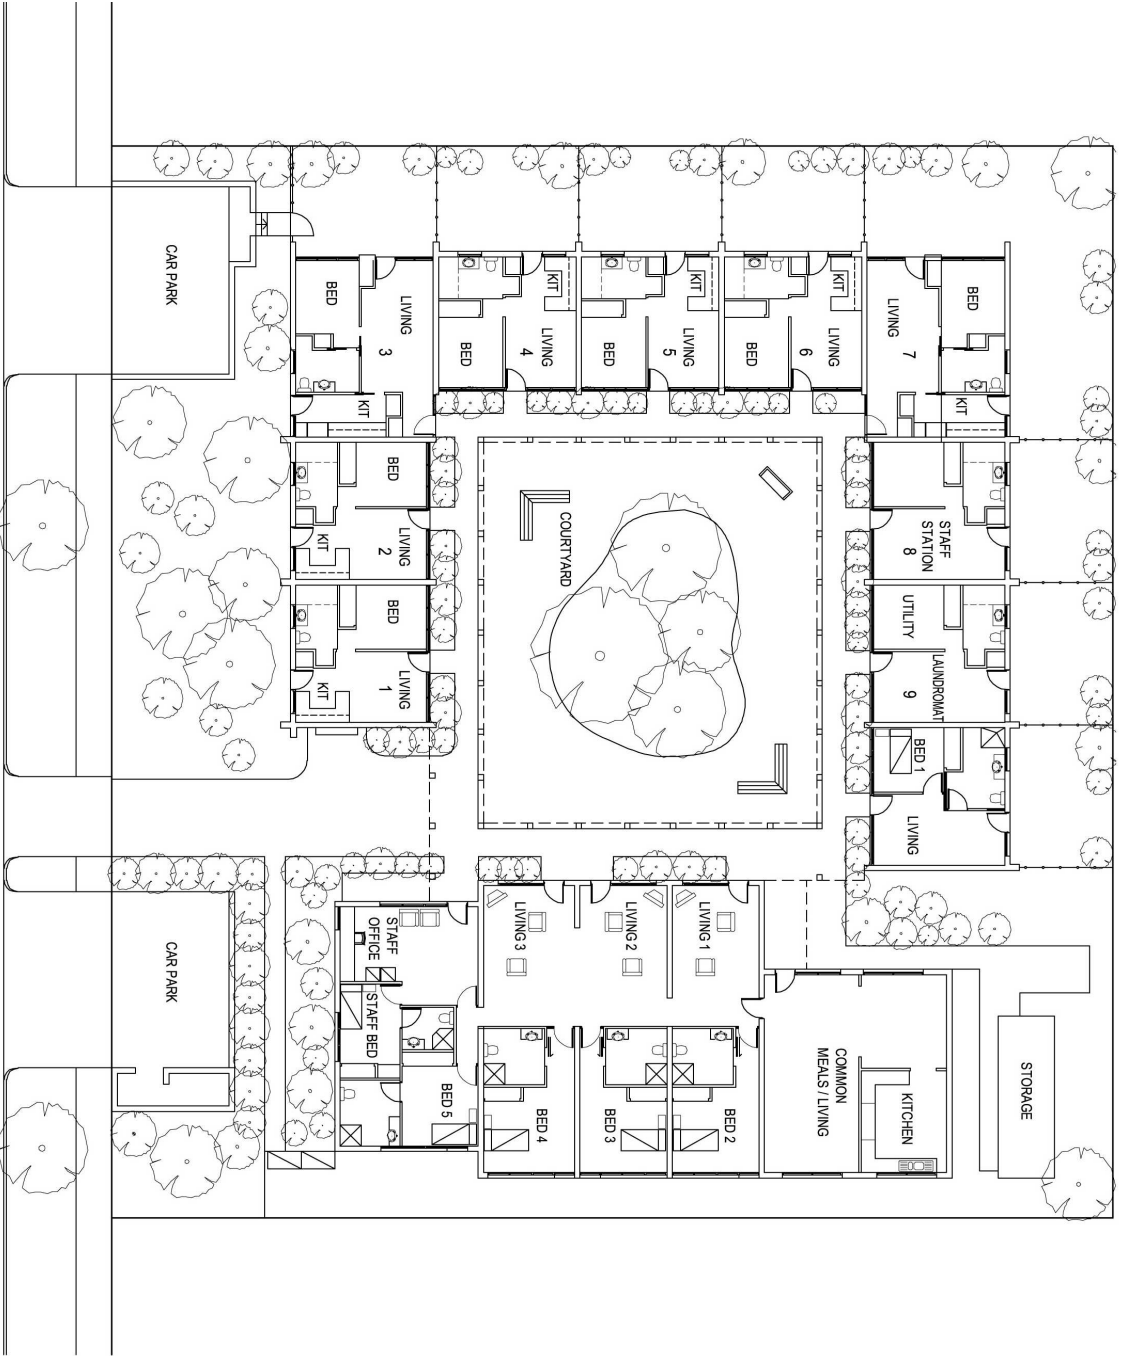 CAR PARK
BED
LIVING
3
KIT
KIT
LIVING
4
BED
KIT
LIVING
5
BED
KIT
LIVING
6
BED
BED
LIVING
7
KIT
BED
LIVING
2
KIT
BED
LIVING
1
KIT
COURTYARD
STAFF
STATION
8
UTILITY
LAUNDROMAT
9
BED 1
LIVING
CAR PARK
STAFF
OFFICE
STAFF BED
BED 5
LIVING 3
LIVING 2
LIVING 1
BED 4
BED 3
BED 2
COMMON
MEALS / LIVING
KITCHEN
STORAGE